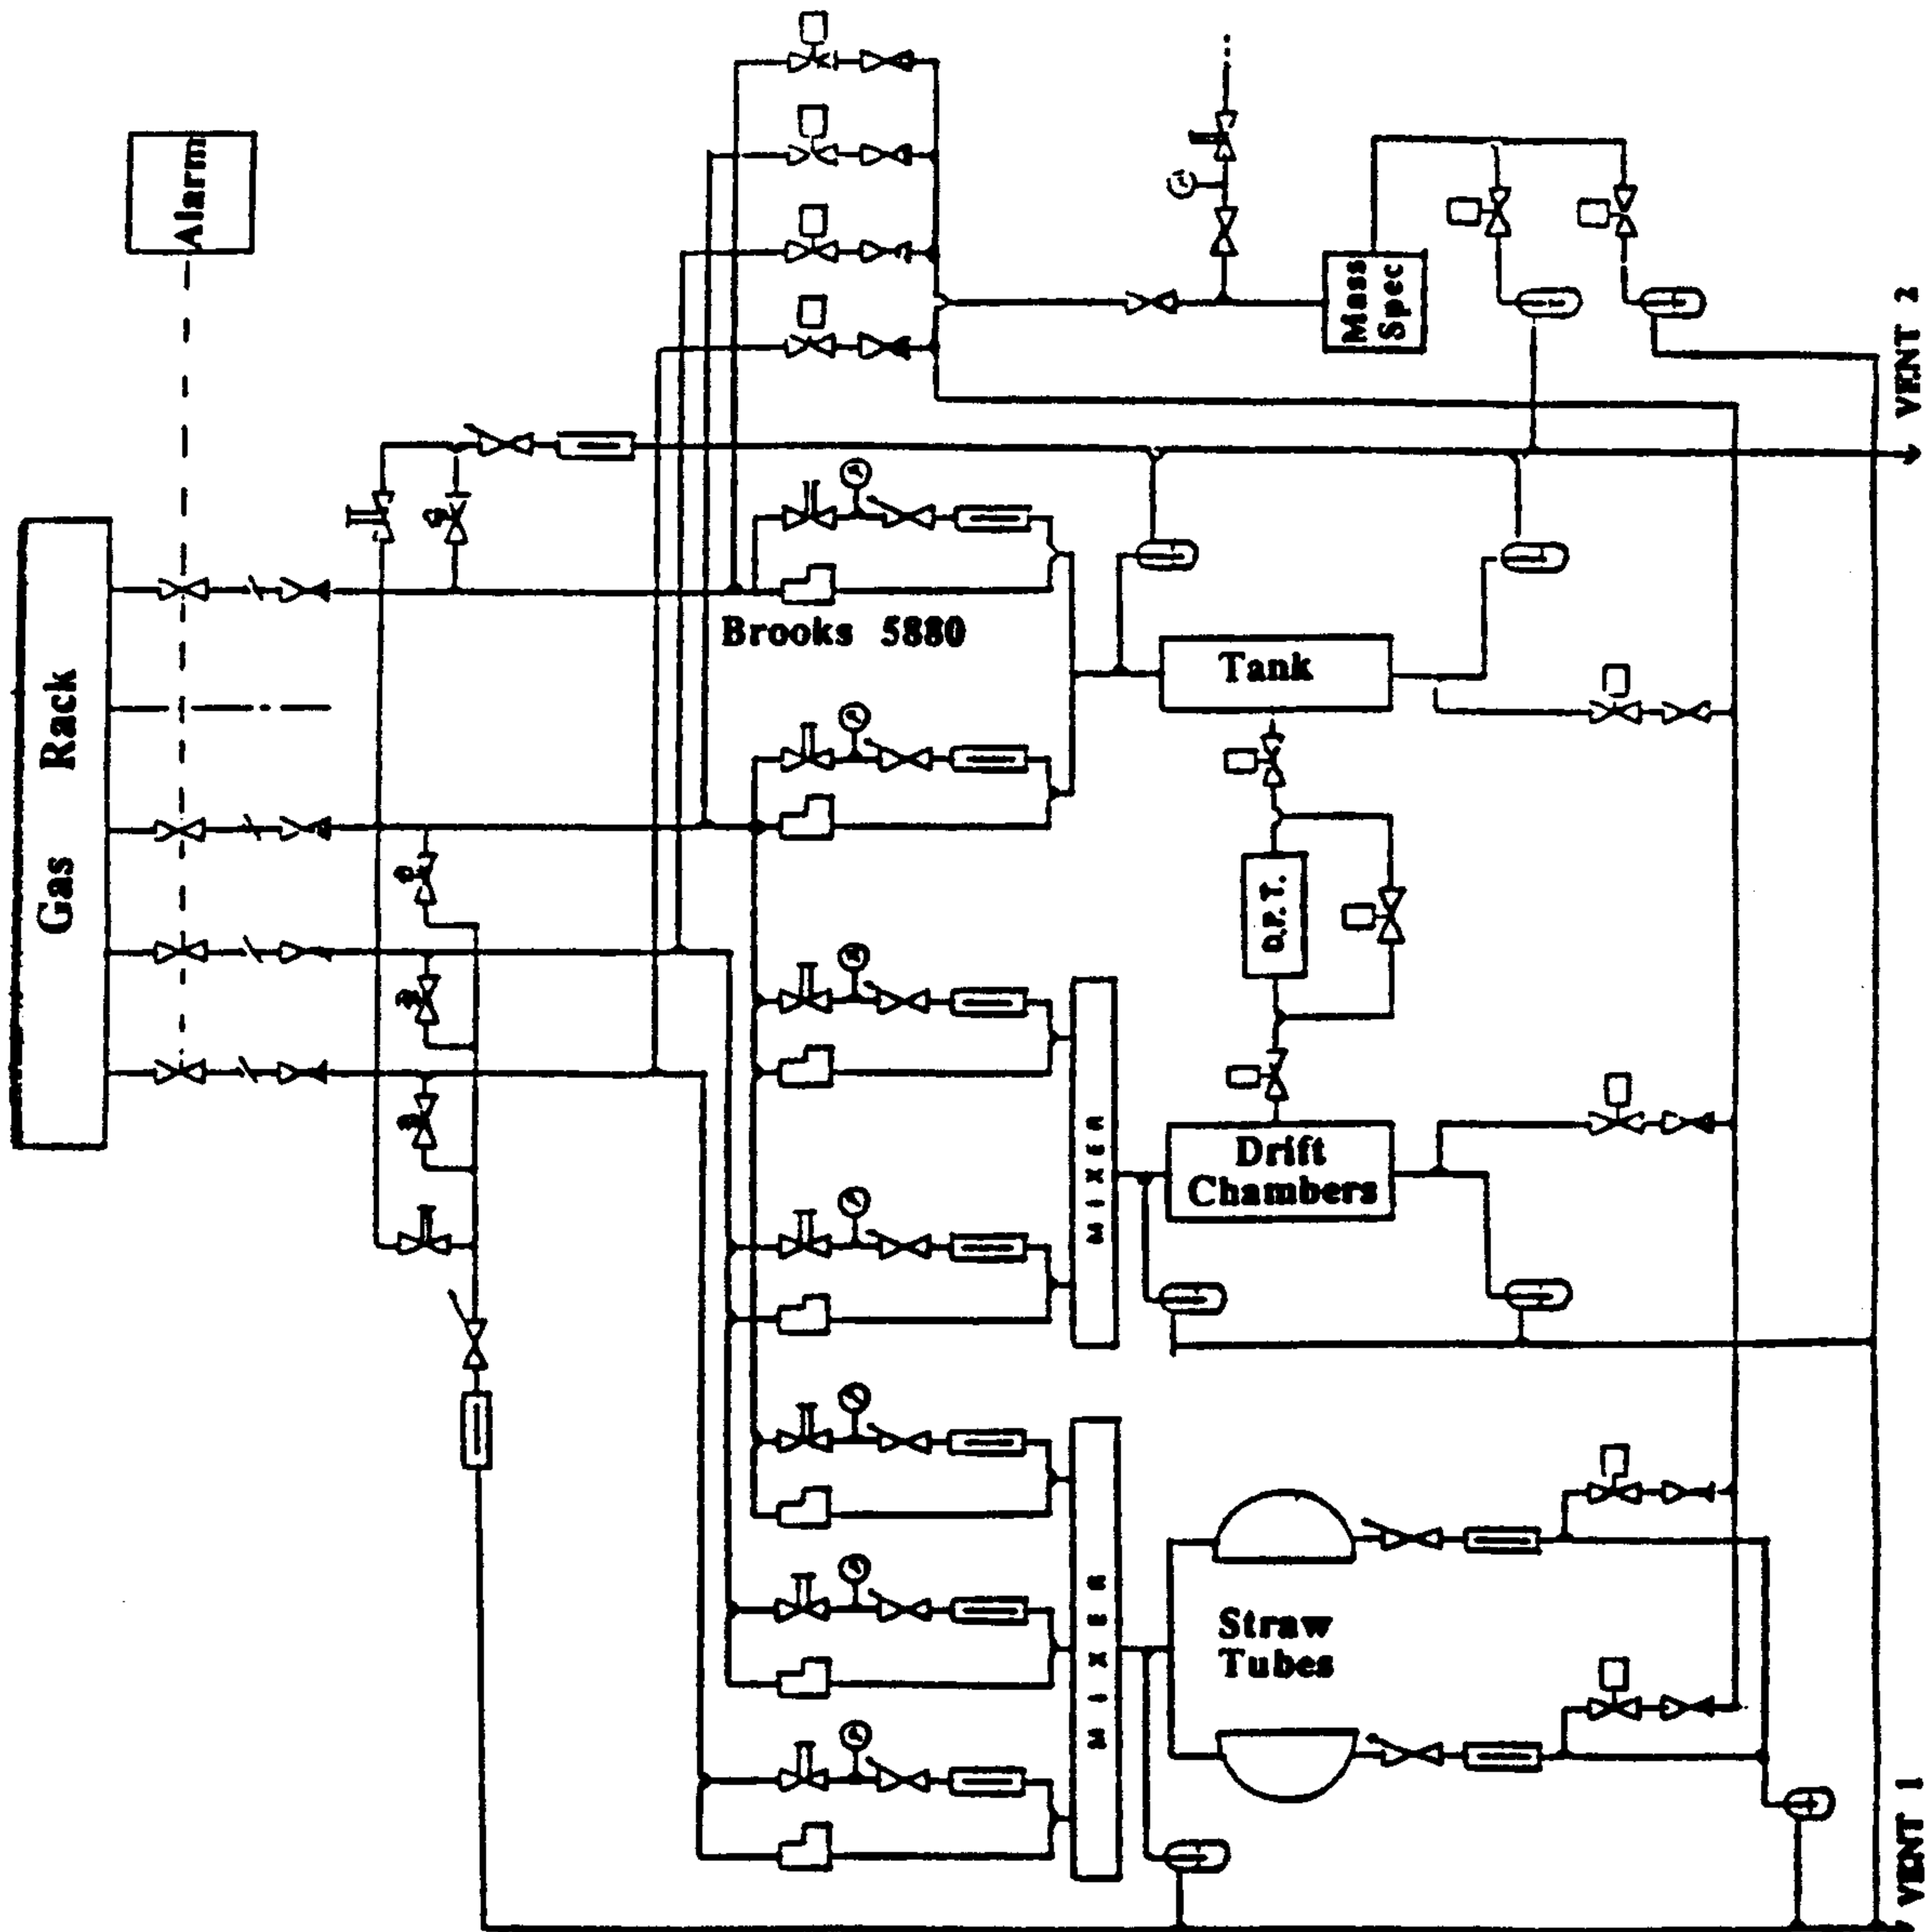 Alarm
Gas Rack
Brooks 5880
Mass
Spec
VENT 2
Tank
MIXER
Drift
Chambers
MIXER
Straw
Tubes
VENT 1